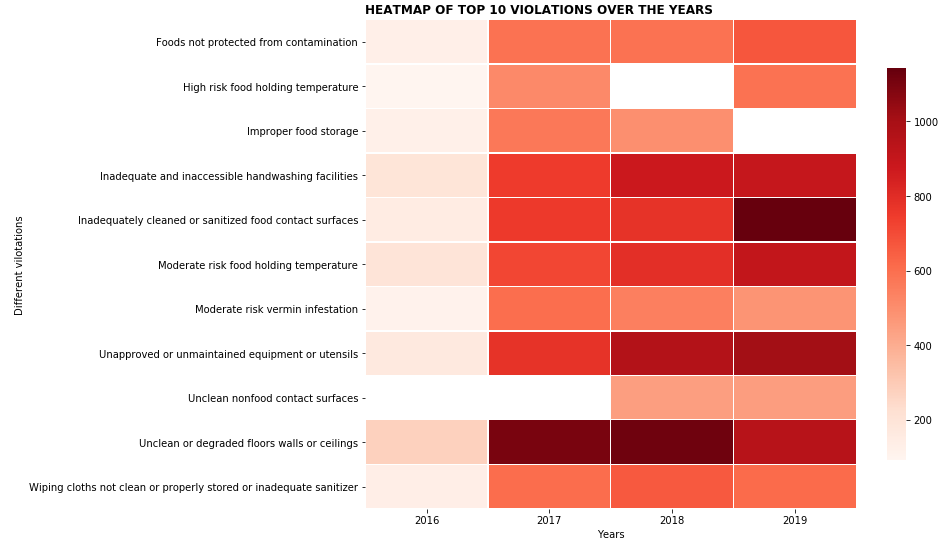 HEATMAP OF TOP 10 VIOLATIONS OVER THE YEARS
Different vilotations
Foods not protected from contamination
High risk food holding temperature
Improper food storage
Inadequate and inaccessible handwashing facilities
Inadequately cleaned or sanitized food contact surfaces
Moderate risk food holding temperature
Moderate risk vermin infestation
Unapproved or unmaintained equipment or utensils
Unclean nonfood contact surfaces
Unclean or degraded floors walls or ceilings
Wiping cloths not clean or properly stored or inadequate sanitizer
2016 2017 2018 2019
Years
1000
800
600
400
200